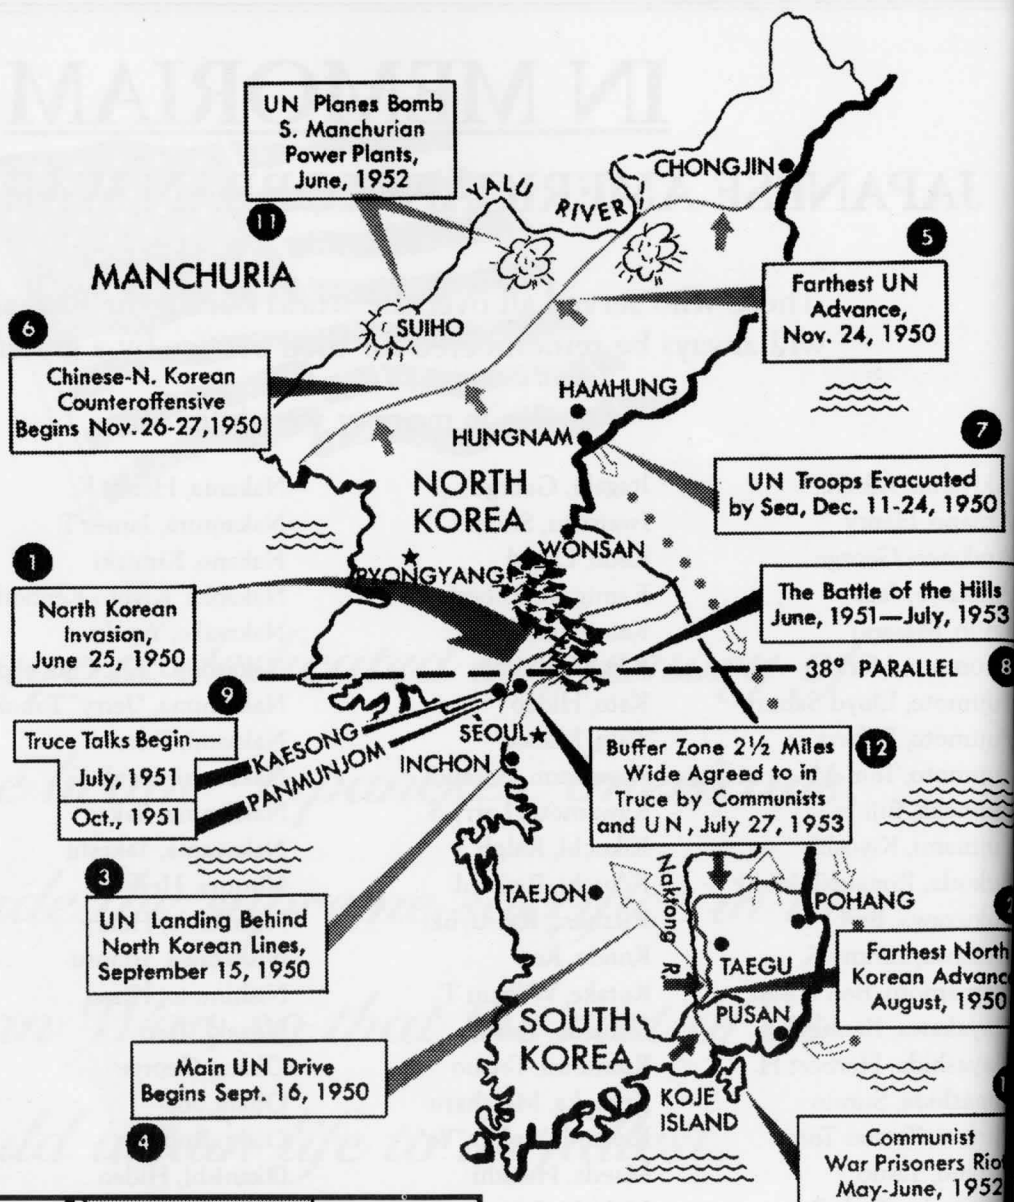 IN MEMORIAM
UN Planes Bomb
S. Manchurian
Power Plants,
June, 1952
11
YALU
RIVER
CHONGJIN
MANCHURIA
5
Farthest UN
Advance,
Nov. 24, 1950
SUIHO
6
Chinese-N. Korean
Counteroffensive
Begins Nov. 26-27, 1950
HAMHUNG
HUNGNAM
7
UN Troops Evacuated
by Sea, Dec. 11-24, 1950
NORTH
KOREA
WONSAN
PYONGYANG
1
North Korean
Invasion,
June 25, 1950
The Battle of the Hills
June, 1951—July, 1953
38° PARALLEL
8
9
Truce Talks Begin
July, 1951
Oct., 1951
KAESONG
PANMUNJOM
SEOUL
INCHON
12
Buffer Zone 2½ Miles
Wide Agreed to in
Truce by Communists
and UN, July 27, 1953
3
UN Landing Behind
North Korean Lines,
September 15, 1950
TAEJON
Naktong R.
POHANG
TAEGU
2
Farthest North
Korean Advance
August, 1950
PUSAN
SOUTH
KOREA
Main UN Drive
Begins Sept. 16, 1950
4
KOJE
ISLAND
Communist
War Prisoners Riot
May-June, 1952